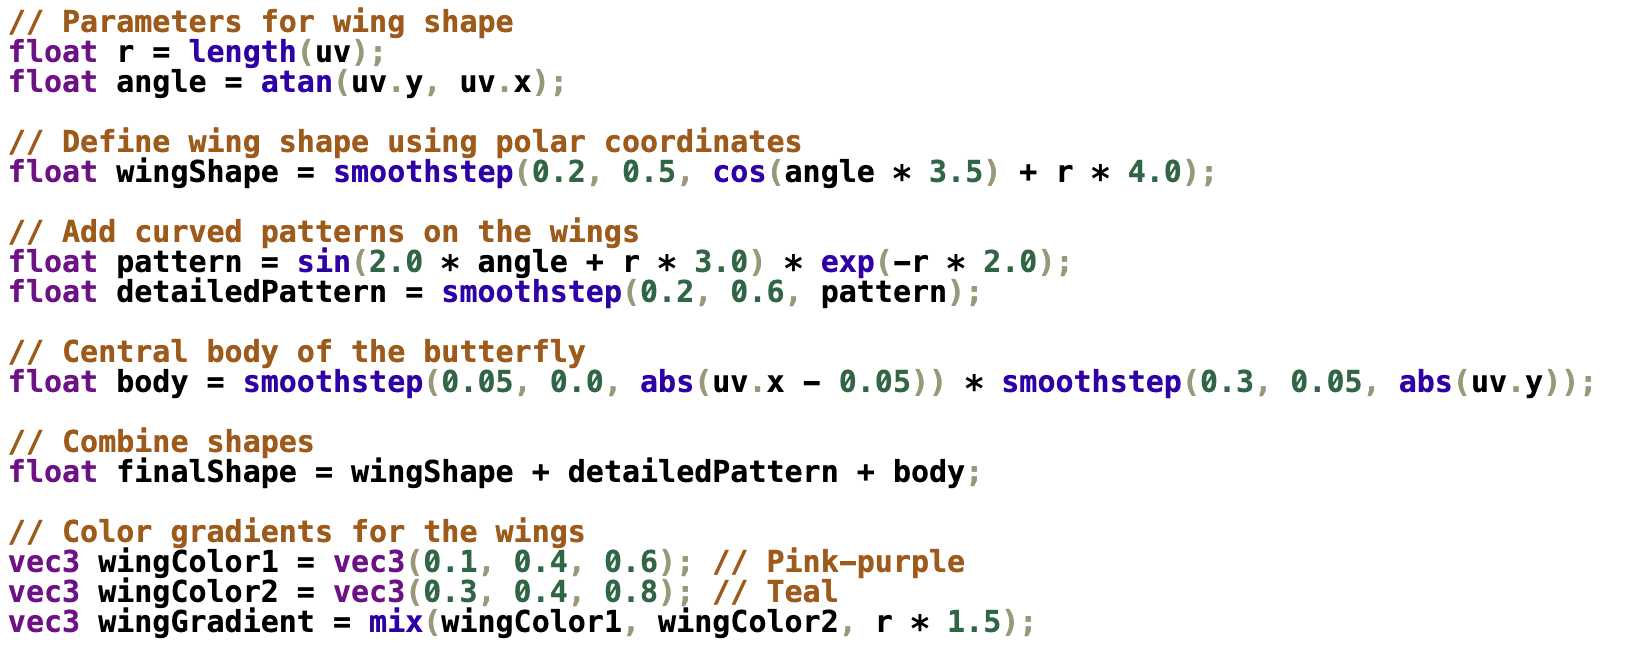 // Parameters for wing shape
float r = length(uv);
float angle = atan(uv.y, uv.x);
// Define wing shape using polar coordinates
float wingShape = smoothstep(0.2, 0.5, cos(angle * 3.5) + r * 4.0);
// Add curved patterns on the wings
float pattern = sin(2.0 * angle + r * 3.0) * exp(-r * 2.0);
float detailedPattern = smoothstep(0.2, 0.6, pattern);
// Central body of the butterfly
float body = smoothstep(0.05, 0.0, abs(uv.x - 0.05)) * smoothstep(0.3, 0.05, abs(uv.y));
// Combine shapes
float finalShape = wingShape + detailedPattern + body;
// Color gradients for the wings
vec3 wingColor1 = vec3(0.1, 0.4, 0.6); // Pink-purple
vec3 wingColor2 = vec3(0.3, 0.4, 0.8); // Teal
vec3 wingGradient = mix(wingColor1, wingColor2, r * 1.5);